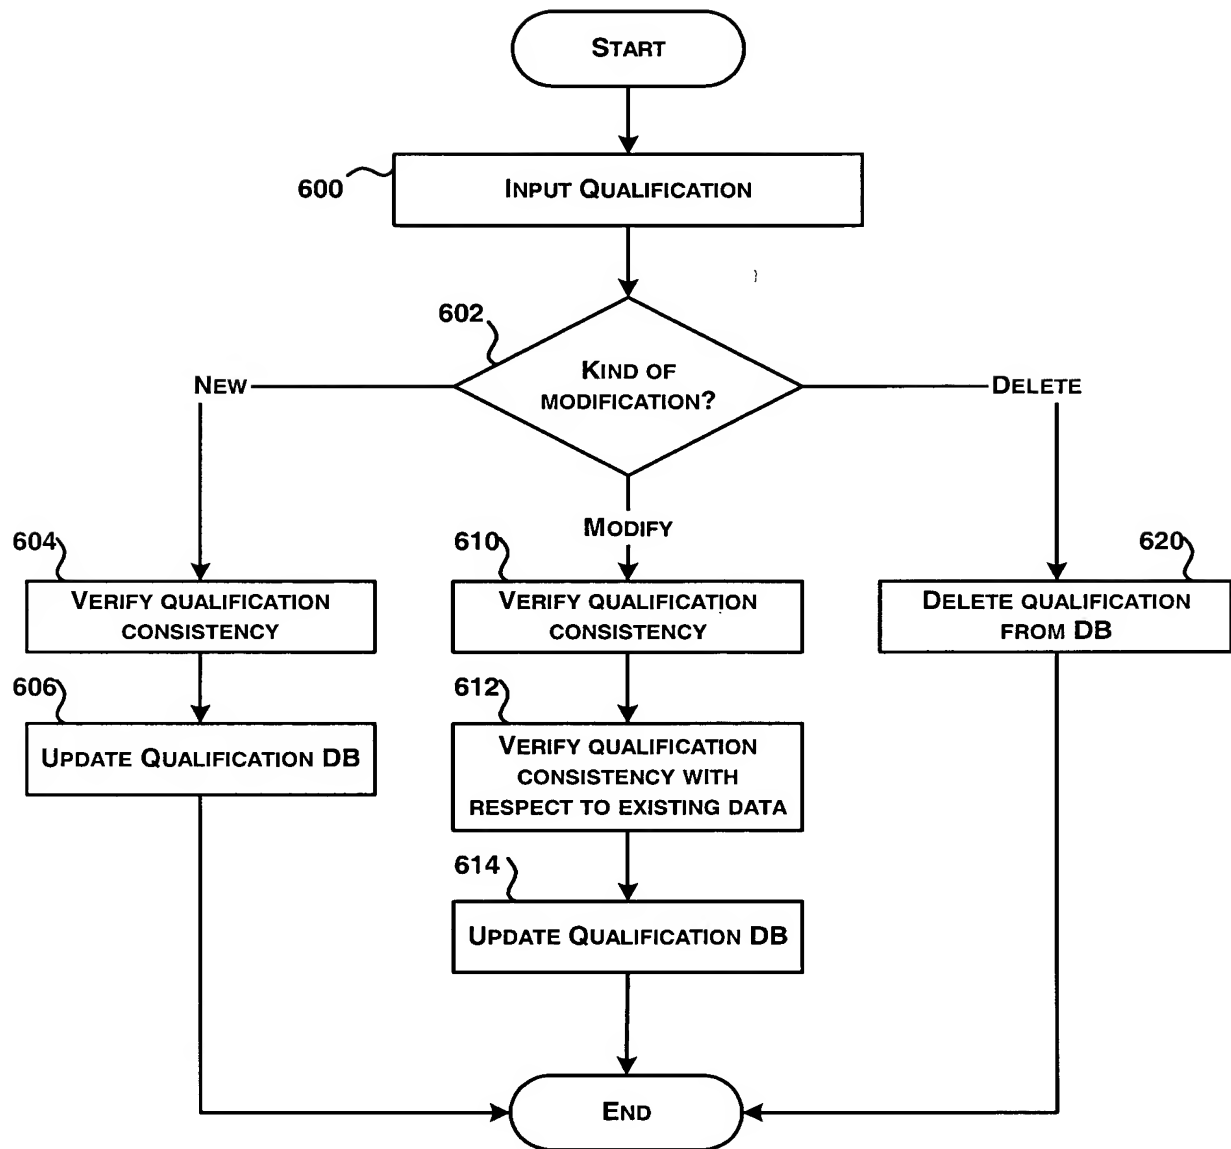 START
600
INPUT QUALIFICATION
602
KIND OF
MODIFICATION?
NEW
DELETE
MODIFY
604
VERIFY QUALIFICATION
CONSISTENCY
610
VERIFY QUALIFICATION
CONSISTENCY
620
DELETE QUALIFICATION
FROM DB
606
UPDATE QUALIFICATION DB
612
VERIFY QUALIFICATION
CONSISTENCY WITH
RESPECT TO EXISTING DATA
614
UPDATE QUALIFICATION DB
END